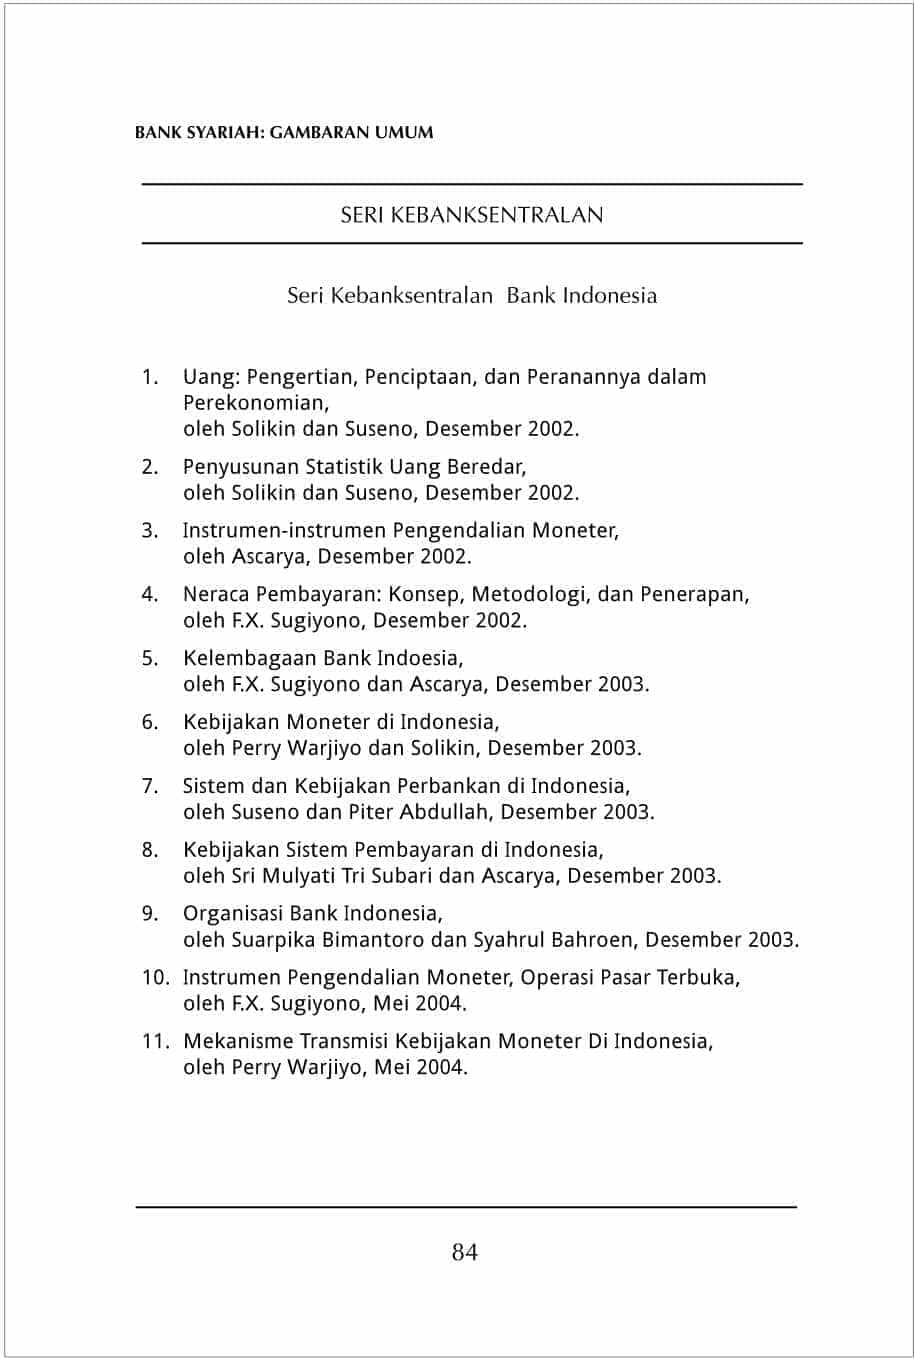 BANK SYARIAH: GAMBARAN UMUM
SERI KEBANKSENTRALAN
Seri Kebanksentralan Bank Indonesia
1. Uang: Pengertian, Penciptaan, dan Peranannya dalam
Perekonomian,
oleh Solikin dan Suseno, Desember 2002.
2. Penyusunan Statistik Uang Beredar,
oleh Solikin dan Suseno, Desember 2002.
3. Instrumen-instrumen Pengendalian Moneter,
oleh Ascarya, Desember 2002.
4. Neraca Pembayaran: Konsep, Metodologi, dan Penerapan,
oleh F.X. Sugiyono, Desember 2002.
5. Kelembagaan Bank Indoesia,
oleh F.X. Sugiyono dan Ascarya, Desember 2003.
6. Kebijakan Moneter di Indonesia,
oleh Perry Warjiyo dan Solikin, Desember 2003.
7. Sistem dan Kebijakan Perbankan di Indonesia,
oleh Suseno dan Piter Abdullah, Desember 2003.
8. Kebijakan Sistem Pembayaran di Indonesia,
oleh Sri Mulyati Tri Subari dan Ascarya, Desember 2003.
9. Organisasi Bank Indonesia,
oleh Suarpika Bimantoro dan Syahrul Bahroen, Desember 2003.
10. Instrumen Pengendalian Moneter, Operasi Pasar Terbuka,
oleh F.X. Sugiyono, Mei 2004.
11. Mekanisme Transmisi Kebijakan Moneter Di Indonesia,
oleh Perry Warjiyo, Mei 2004.
84